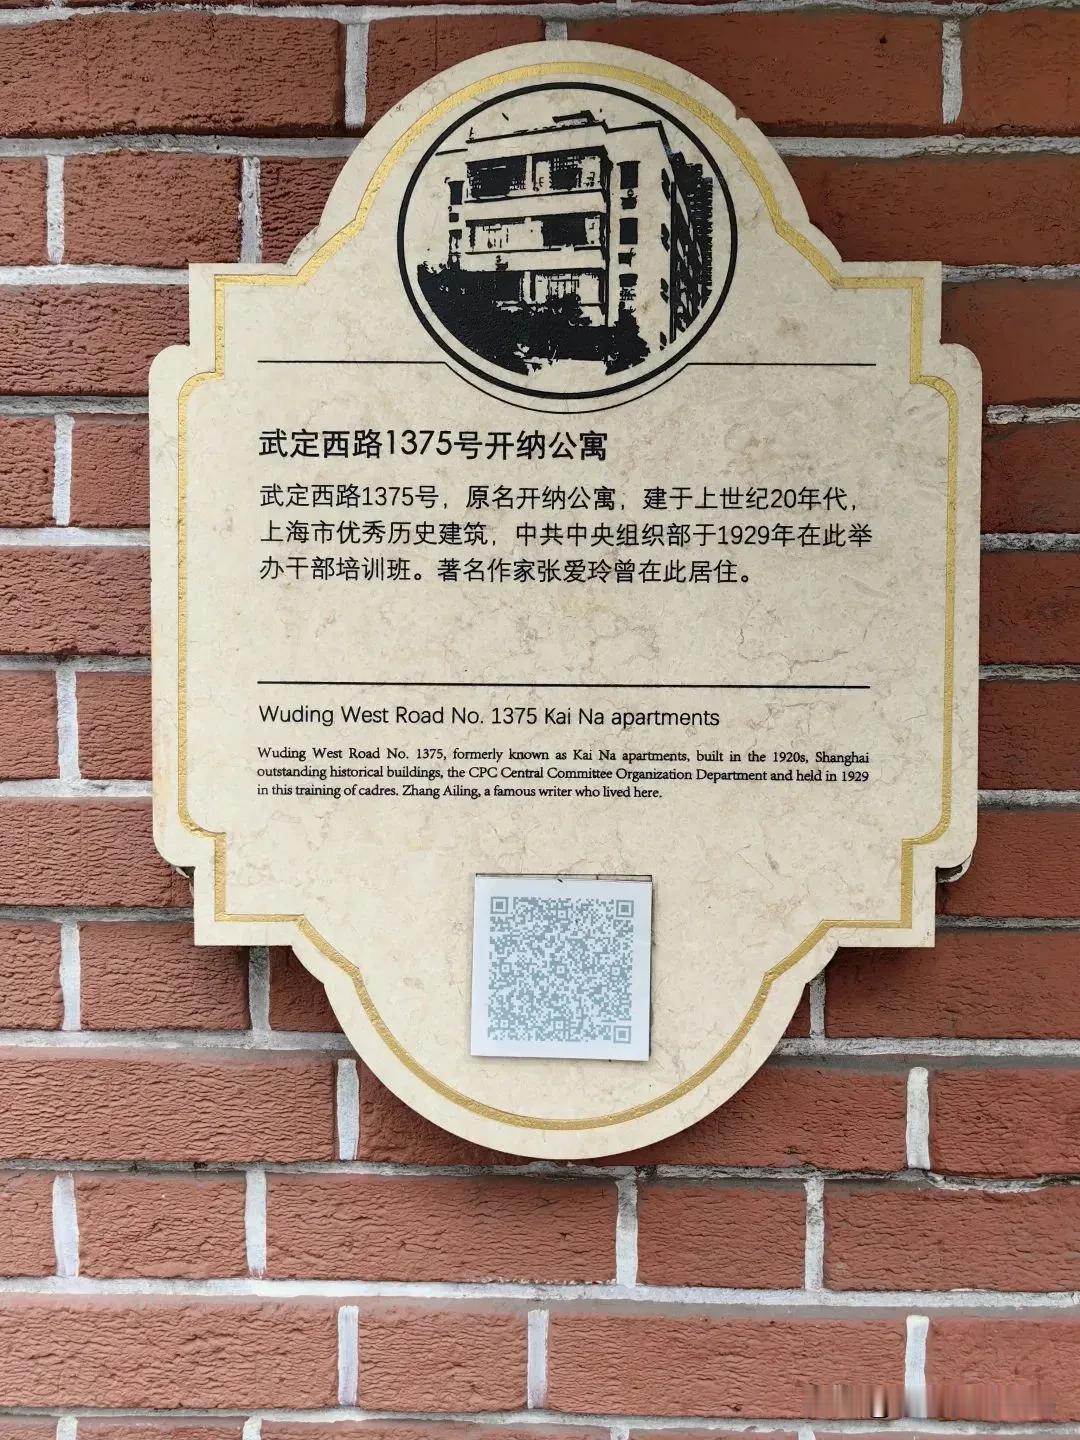 武定西路1375号开纳公寓
武定西路1375号，原名开纳公寓，建于上世纪20年代，
上海市优秀历史建筑，中共中央组织部于1929年在此举
办干部培训班。著名作家张爱玲曾在此居住。
Wuding West Road No. 1375 Kai Na apartments
Wuding West Road No. 1375, formerly known as Kai Na apartments, built in the 1920s, Shanghai
outstanding historical buildings, the CPC Central Committee Organization Department and held in 1929
in this training of cadres. Zhang Ailing, a famous writer who lived here.